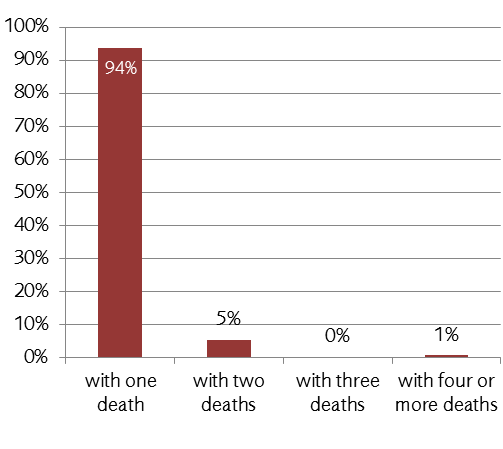 100%
90%
80%
70%
60%
50%
40%
30%
20%
10%
0%
94%
5%
0%
1%
with one
death
with two
deaths
with three
deaths
with four or
more deaths